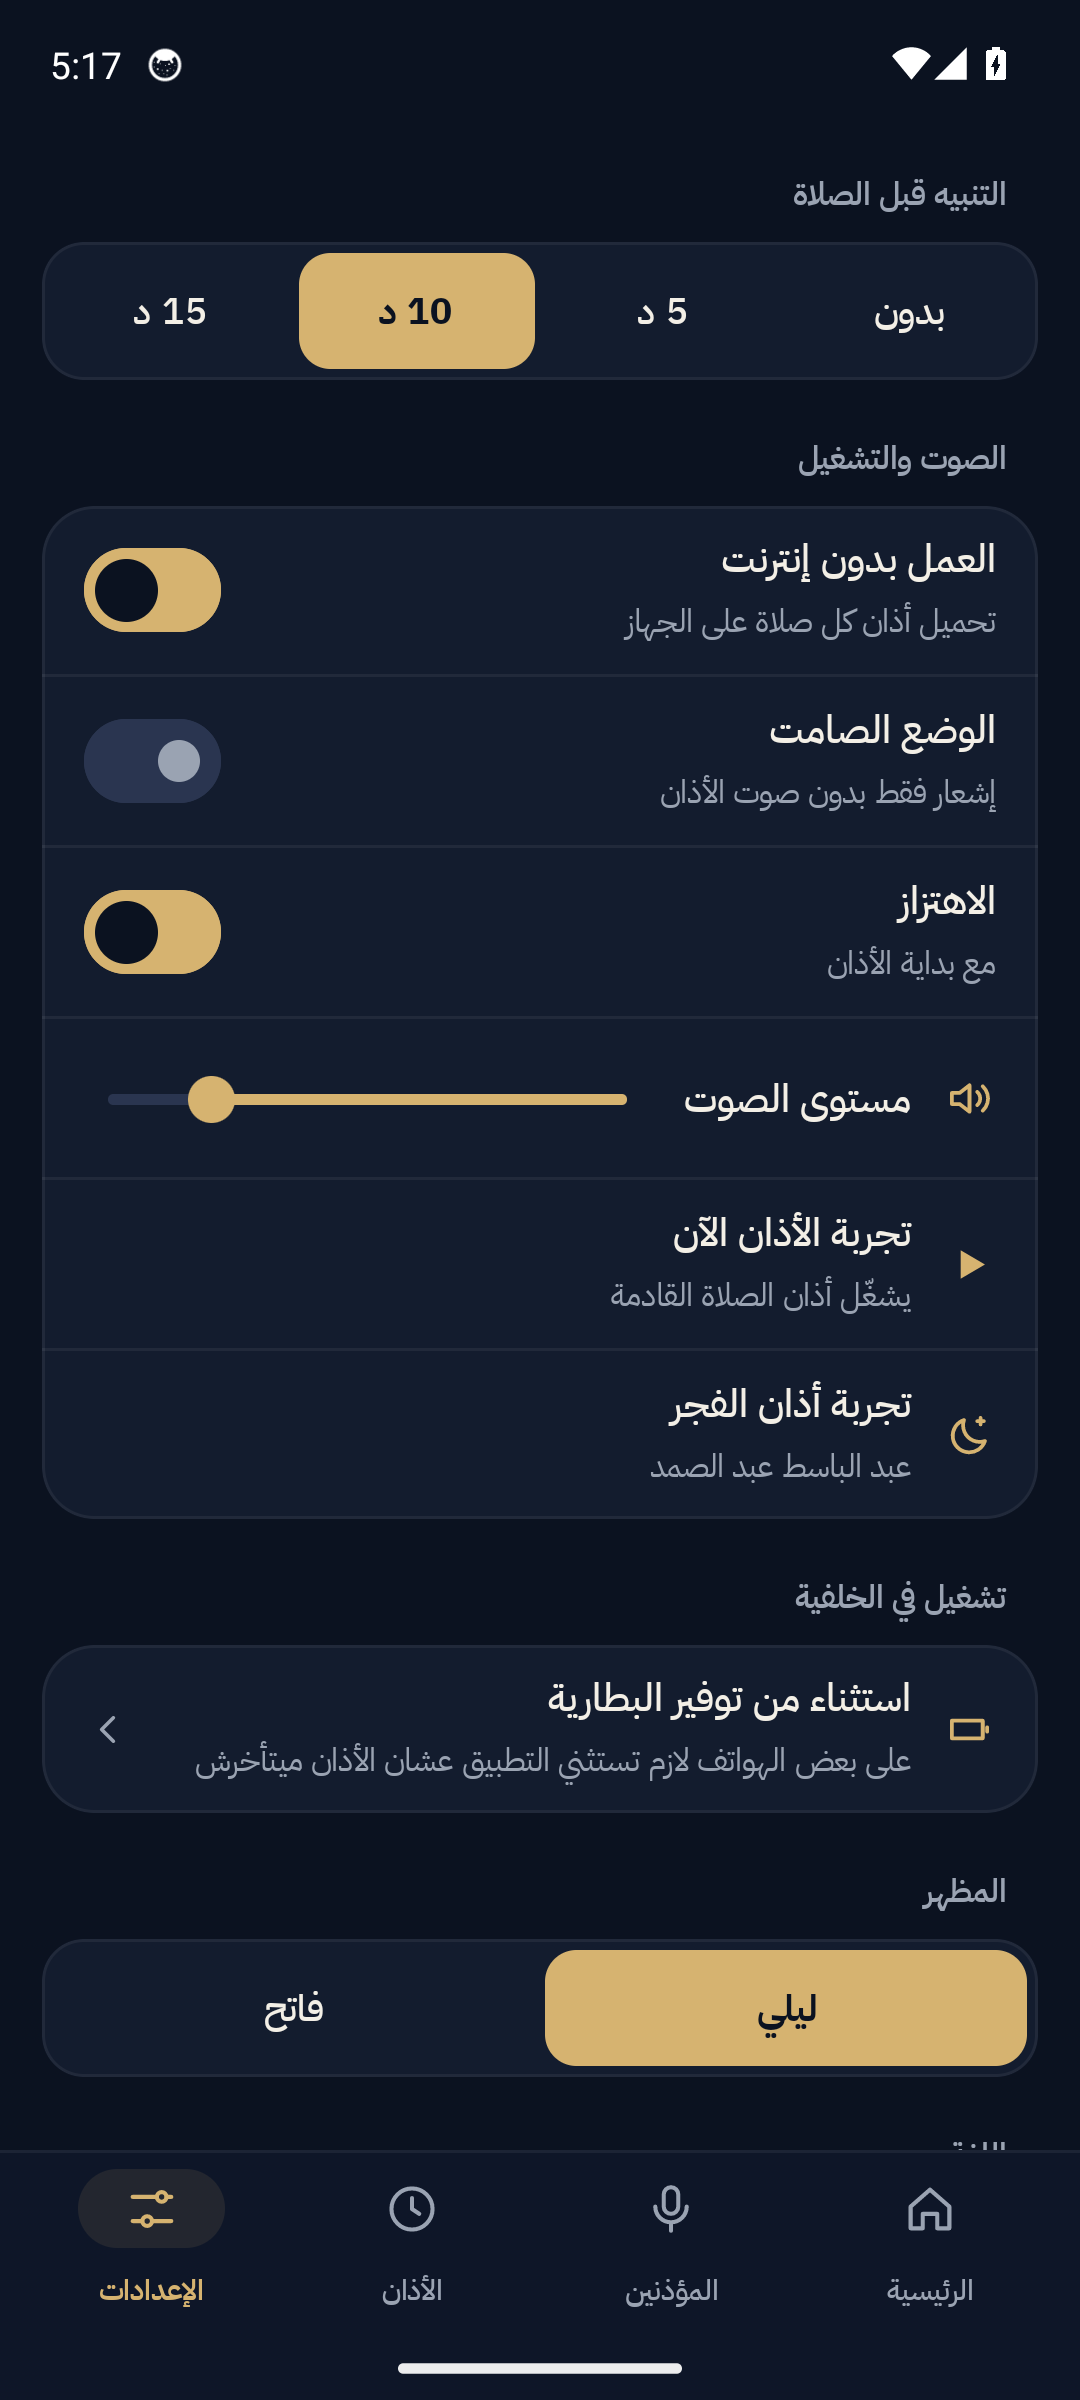 5:17
التنبيه قبل الصلاة
بدون
5 د
10 د
15 د
الصوت والتشغيل
العمل بدون إنترنت
تحميل أذان كل صلاة على الجهاز
الوضع الصامت
إشعار فقط بدون صوت الأذان
الاهتزاز
مع بداية الأذان
مستوى الصوت
تجربة الأذان الآن
يشغّل أذان الصلاة القادمة
تجربة أذان الفجر
عبد الباسط عبد الصمد
تشغيل في الخلفية
استثناء من توفير البطارية
على بعض الهواتف لازم تستثني التطبيق عشان الأذان ميتأخرش
المظهر
ليلي
فاتح
الرئيسية
المؤذنين
الأذان
الإعدادات